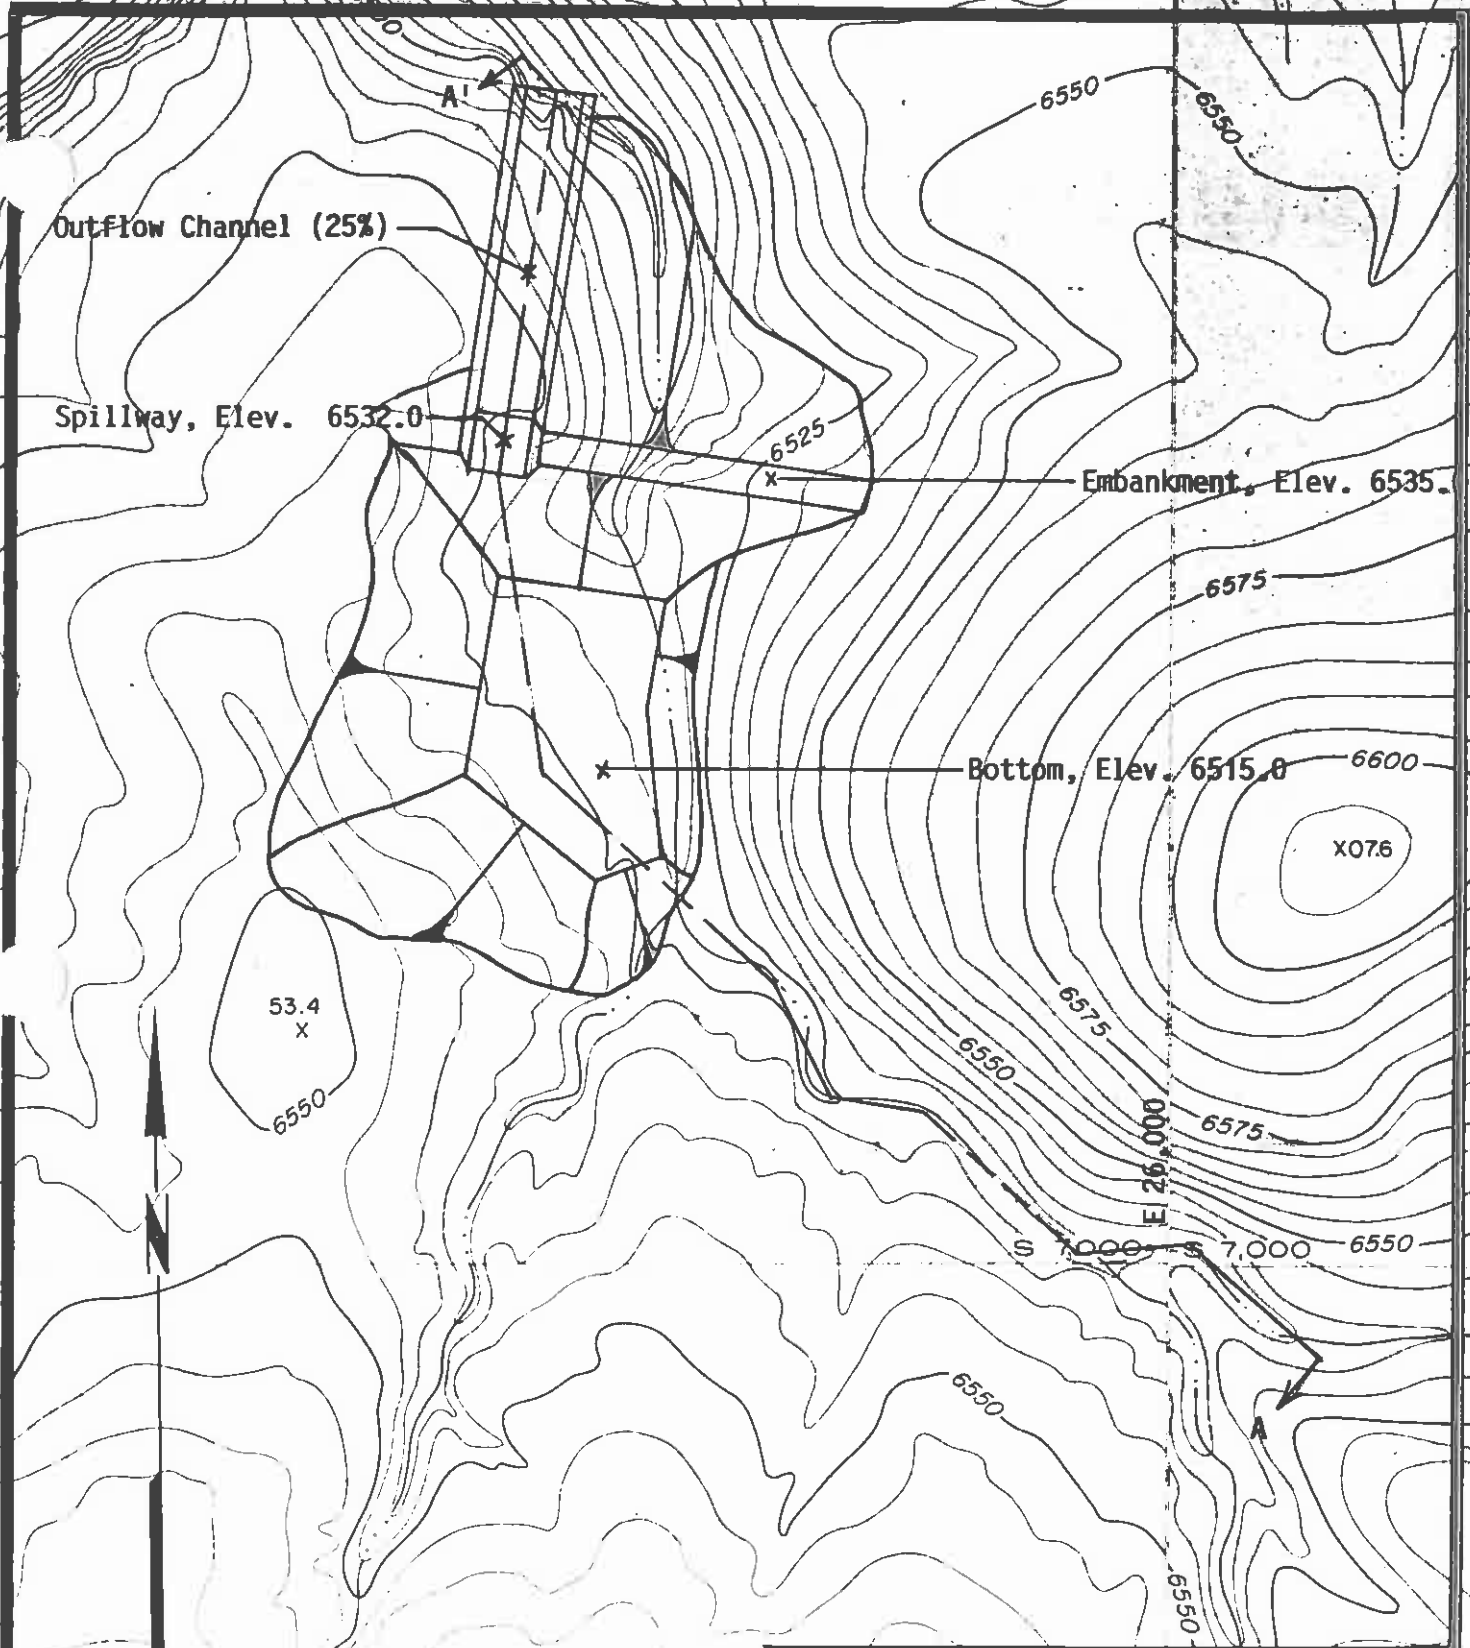 A'
6550
6550
Outflow Channel (25%)
Spillway, Elev. 6532.0
6525
Embankment, Elev. 6535.
6575
Bottom, Elev. 6515.0
6600
X07.6
53.4
X
6550
6575
6550
6575
E 26,000
N
S 7,000
S 7,000
6550
6550
A
6550